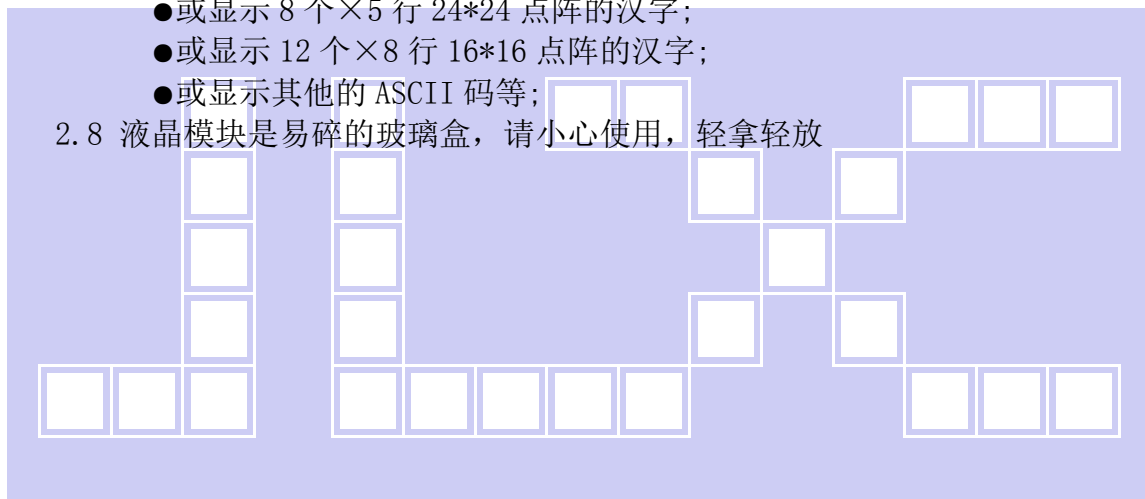 ●或显示 8 个×5 行 24*24 点阵的汉字;
●或显示 12 个×8 行 16*16 点阵的汉字;
●或显示其他的 ASCII 码等;
2.8 液晶模块是易碎的玻璃盒，请小心使用，轻拿轻放
JLX